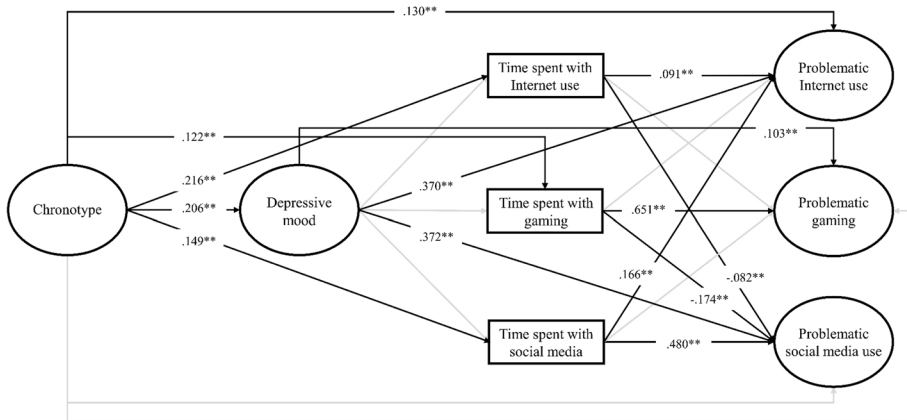 .130**
Time spent with
Internet use
.091**
Problematic
Internet use
.122**
.103**
.216**
.370**
Chronotype
.206**
Depressive
mood
Time spent with
gaming
.651**
Problematic
gaming
.149**
.372**
.166**
-.082**
-.174**
Time spent with
social media
.480**
Problematic
social media use